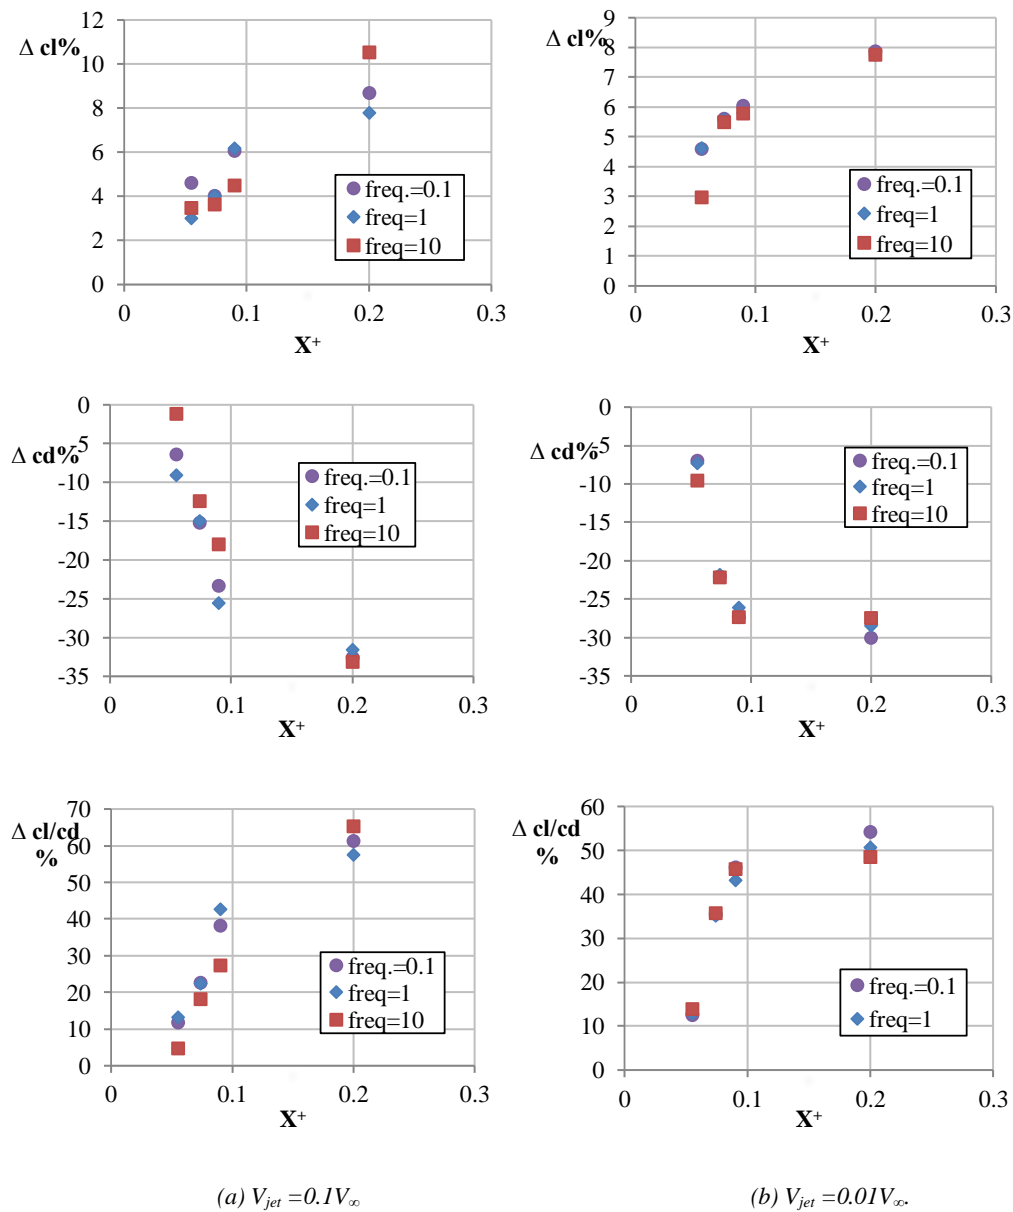 Δ cl%
12
10
8
6
4
2
0
0
0.1
0.2
0.3
X+
freq.=0.1
freq=1
freq=10
Δ cl%
9
8
7
6
5
4
3
2
1
0
0
0.1
0.2
0.3
X+
freq.=0.1
freq=1
freq=10
Δ cd%
0
-5
-10
-15
-20
-25
-30
-35
0
0.1
0.2
0.3
X+
freq.=0.1
freq=1
freq=10
Δ cd%
0
-5
-10
-15
-20
-25
-30
-35
0
0.1
0.2
0.3
X+
freq.=0.1
freq=1
freq=10
Δ cl/cd
%
70
60
50
40
30
20
10
0
0
0.1
0.2
0.3
X+
freq.=0.1
freq=1
freq=10
Δ cl/cd
%
60
50
40
30
20
10
0
0
0.1
0.2
0.3
X+
freq.=0.1
freq=1
(a) Vjet =0.1V∞
(b) Vjet =0.01V∞.